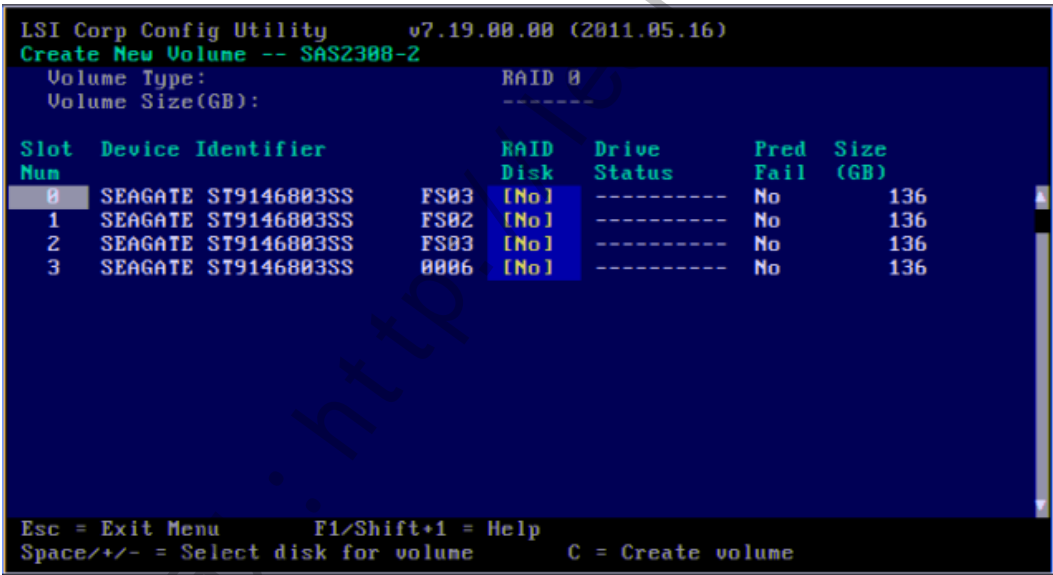 LSI Corp Config Utility v7.19.00.00 (2011.05.16)
Create New Volume -- SAS2308-2
Volume Type: RAID 0
Volume Size(GB): -------
Slot Device Identifier RAID Drive Pred Size
Num Disk Status Fail (GB)
0 SEAGATE ST9146803SS FS03 [No] ---------- No 136
1 SEAGATE ST9146803SS FS02 [No] ---------- No 136
2 SEAGATE ST9146803SS FS03 [No] ---------- No 136
3 SEAGATE ST9146803SS 0006 [No] ---------- No 136
Esc = Exit Menu F1/Shift+1 = Help
Space/+/- = Select disk for volume C = Create volume